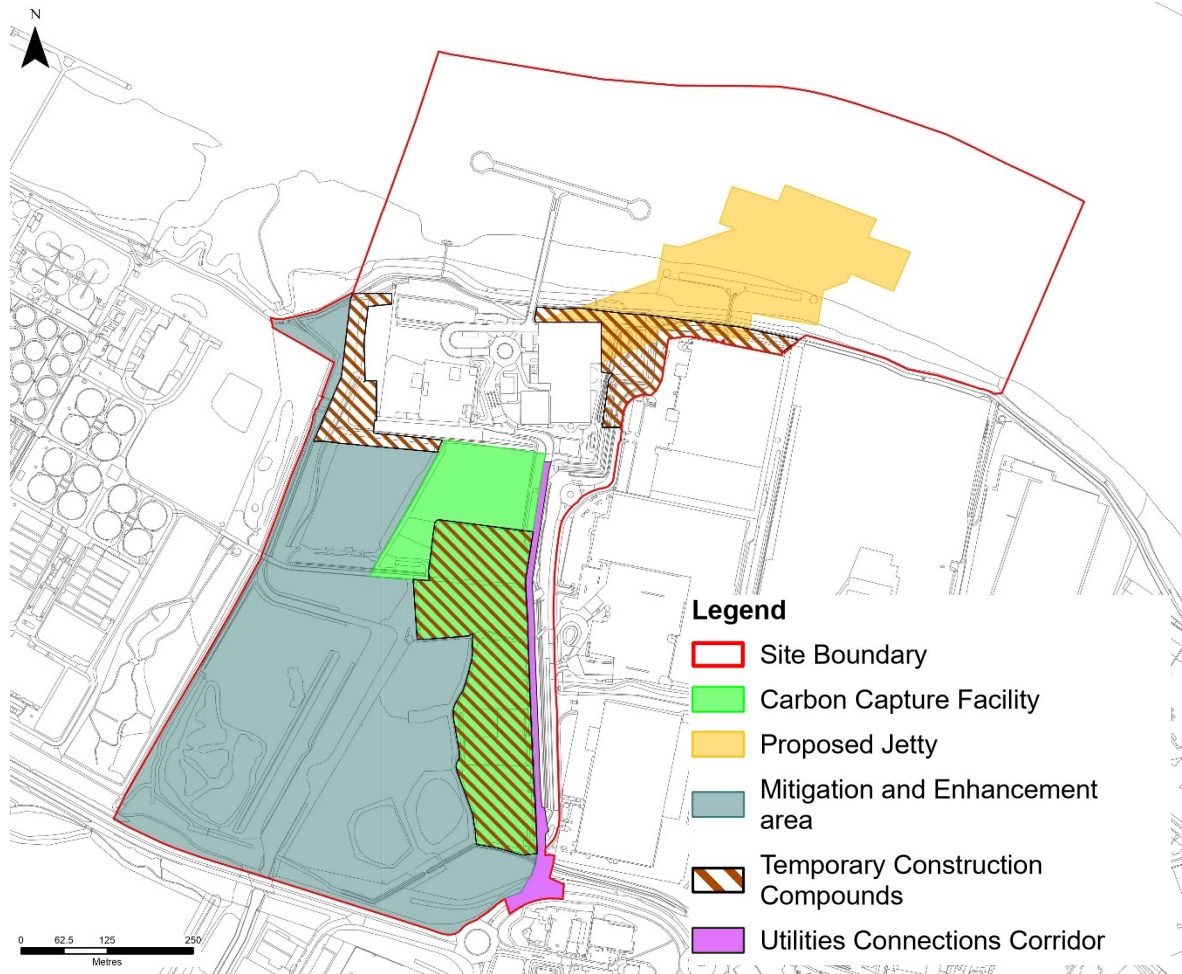 N
Legend
Site Boundary
Carbon Capture Facility
Proposed Jetty
Mitigation and Enhancement
area
Temporary Construction
Compounds
Utilities Connections Corridor
0 62.5 125 250
Metres